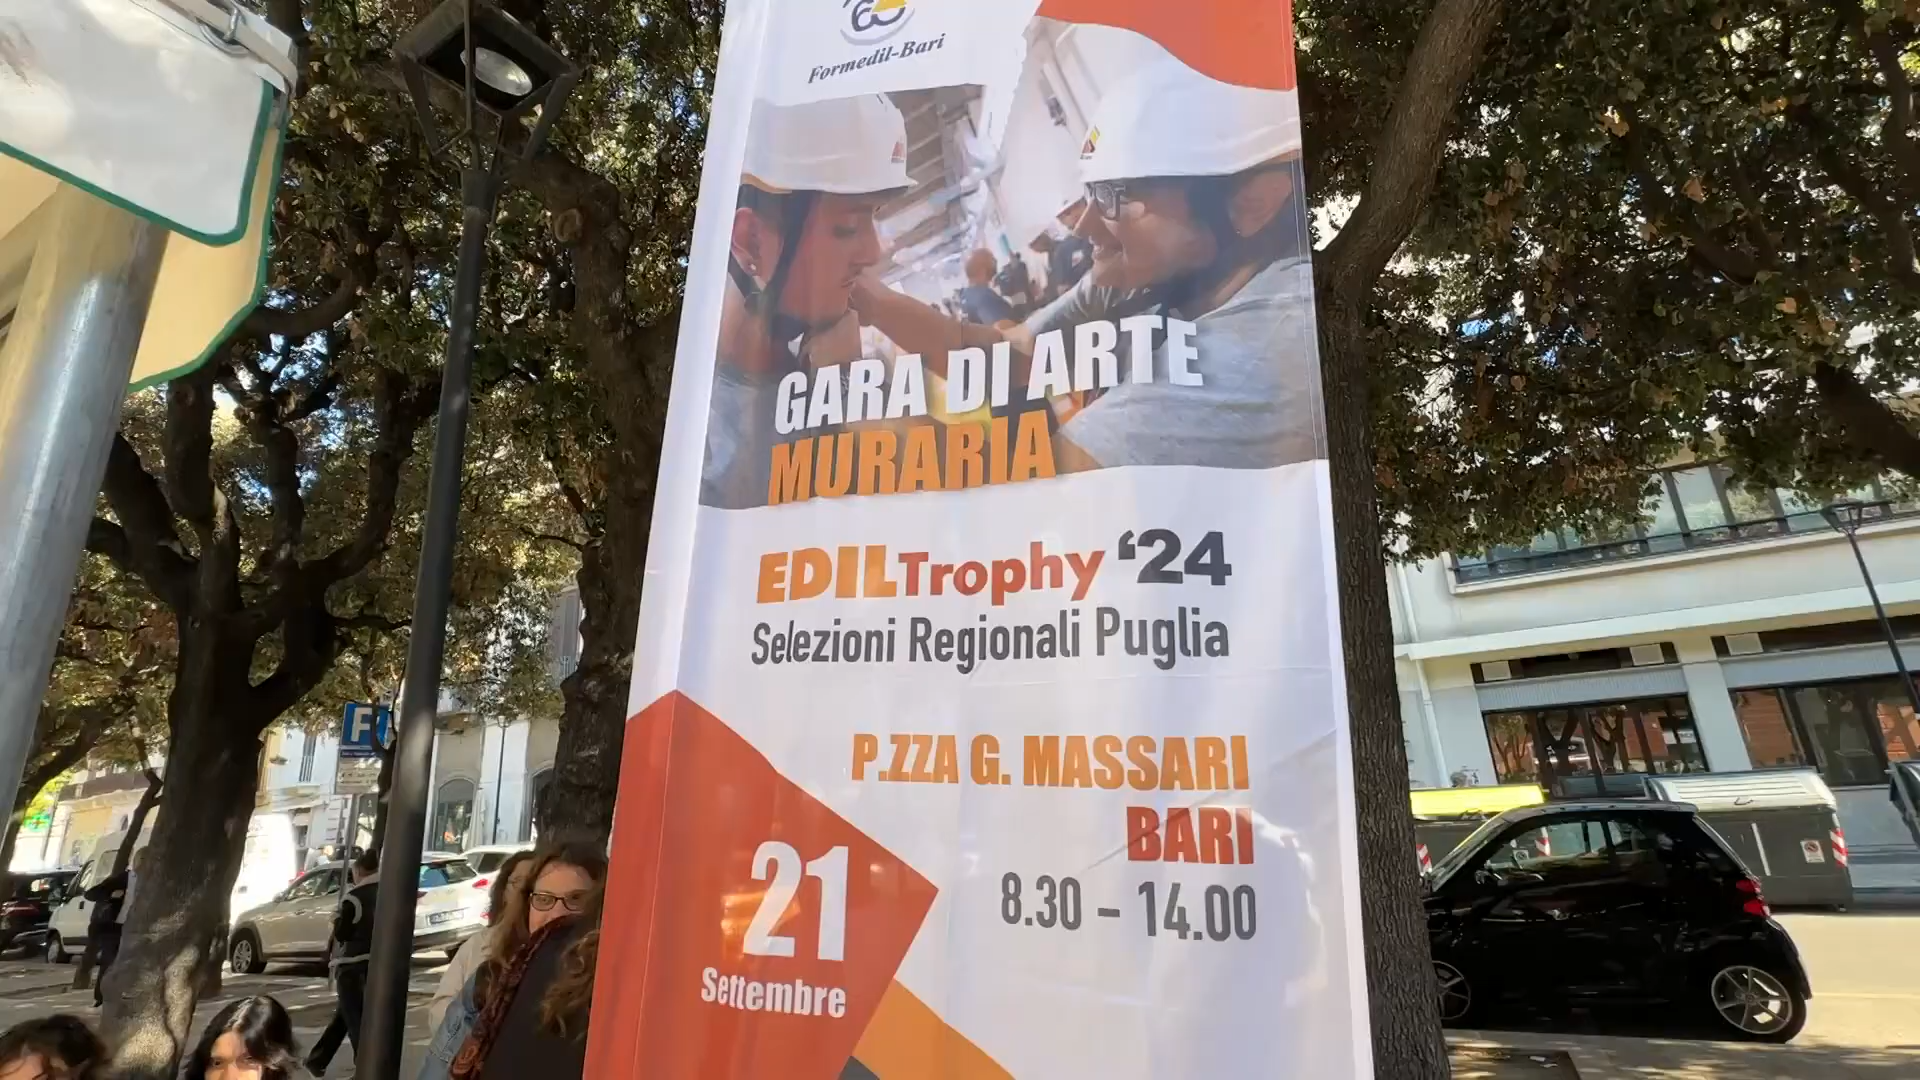 Formedil-Bari
GARA DI ARTE
MURARIA
EDILTrophy ‘24
Selezioni Regionali Puglia
P.ZZA G. MASSARI
BARI
8.30 – 14.00
21
Settembre
P